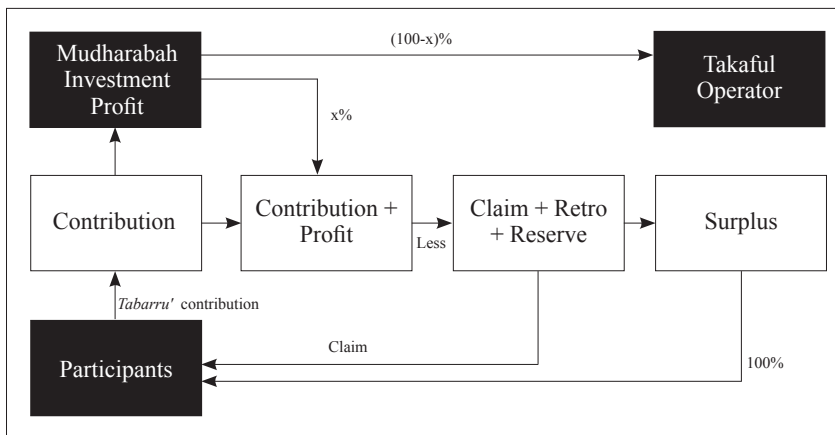 Mudharabah
Investment
Profit
(100-x)%
Takaful
Operator
x%
Contribution
Contribution +
Profit
Less
Claim + Retro
+ Reserve
Surplus
Tabarru' contribution
Participants
Claim
100%